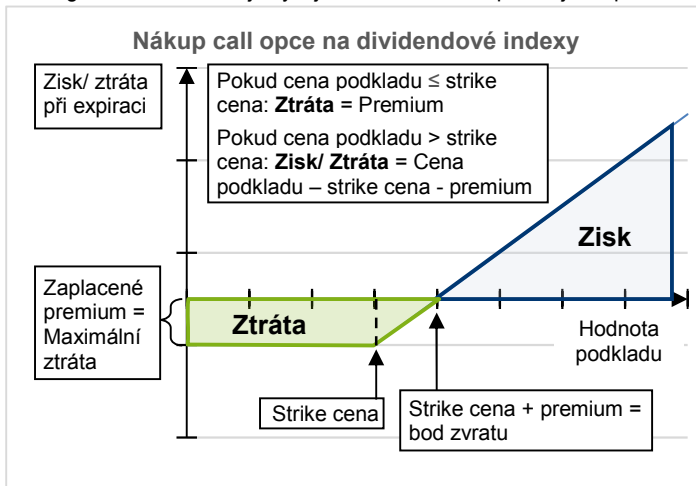 Nákup call opce na dividendové indexy
Zisk/ ztráta
při expiraci
Pokud cena podkladu ≤ strike
cena: Ztráta = Premium
Pokud cena podkladu > strike
cena: Zisk/ Ztráta = Cena
podkladu – strike cena - premium
Zisk
Zaplacené
premium =
Maximální
ztráta
Ztráta
Hodnota
podkladu
Strike cena
Strike cena + premium =
bod zvratu